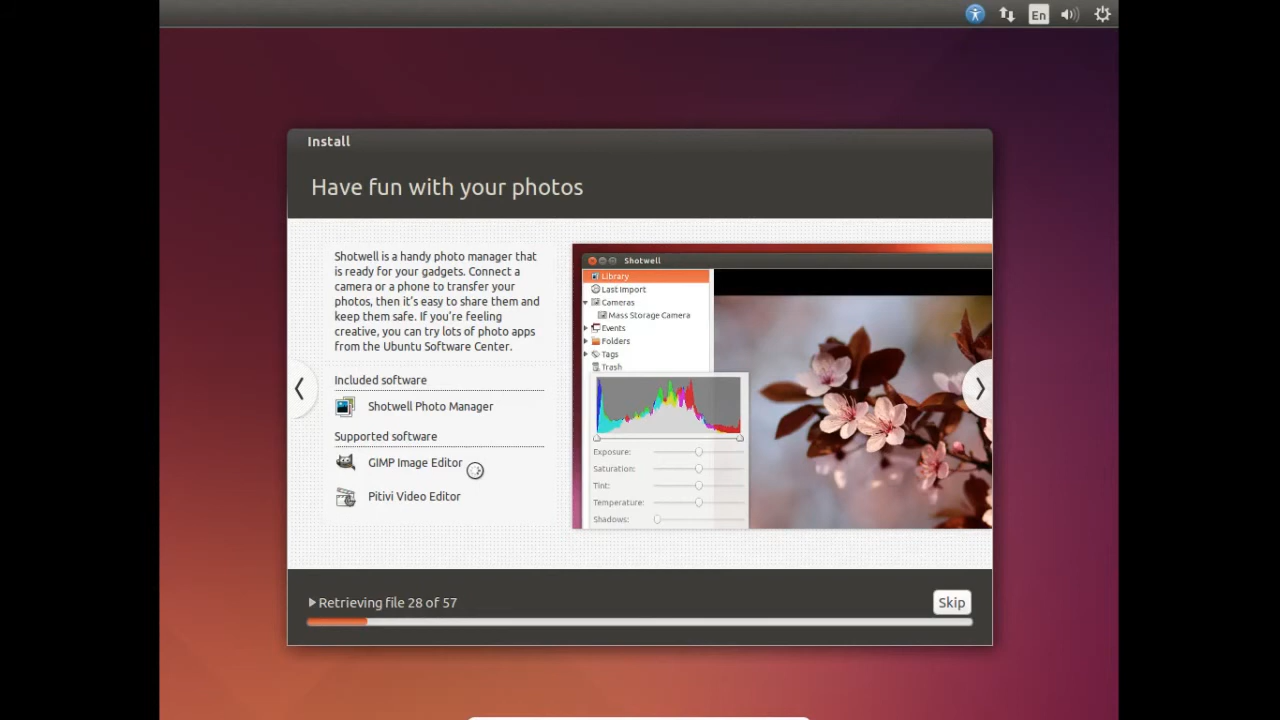 En
Install
Have fun with your photos
Shotwell is a handy photo manager that
is ready for your gadgets. Connect a
camera or a phone to transfer your
photos, then it's easy to share them and
keep them safe. If you're feeling
creative, you can try lots of photo apps
from the Ubuntu Software Center.
Included software
Shotwell Photo Manager
Supported software
GIMP Image Editor
Pitivi Video Editor
Shotwell
Library
Last Import
Cameras
Mass Storage Camera
Events
Folders
Tags
Trash
Exposure:
Saturation:
Tint:
Temperature:
Shadows:
Retrieving file 28 of 57
Skip